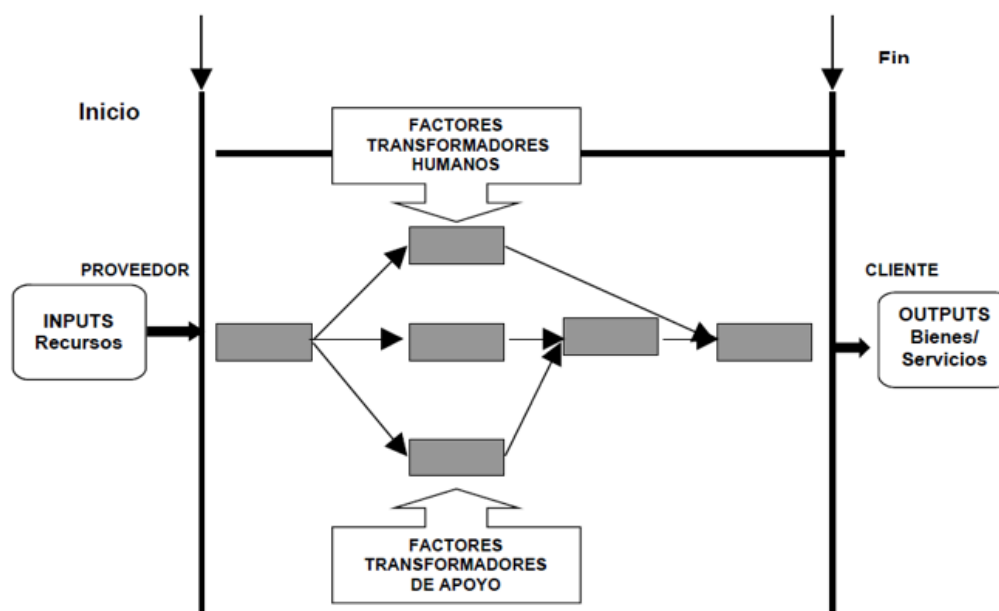 Fin
Inicio
FACTORES
TRANSFORMADORES
HUMANOS
PROVEEDOR
CLIENTE
INPUTS
Recursos
OUTPUTS
Bienes/
Servicios
FACTORES
TRANSFORMADORES
DE APOYO